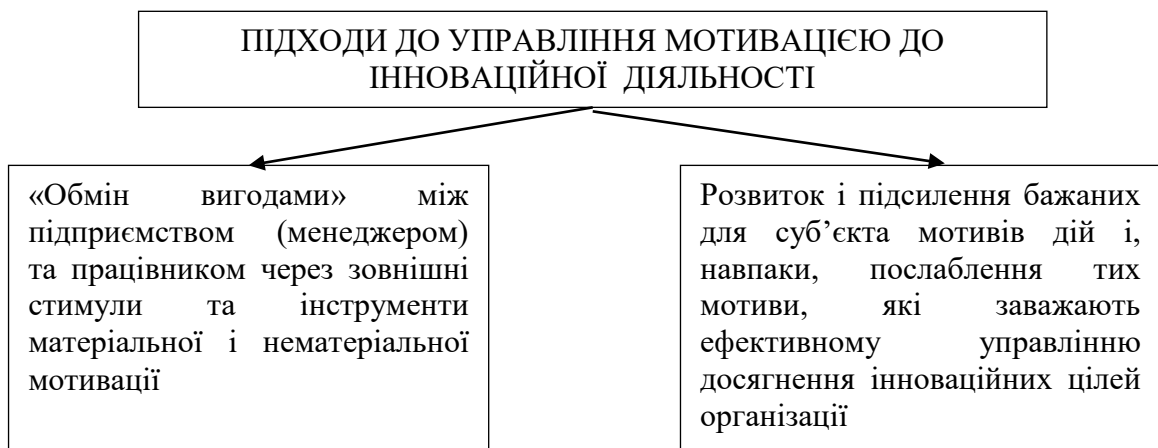 ПІДХОДИ ДО УПРАВЛІННЯ МОТИВАЦІЄЮ ДО
ІННОВАЦІЙНОЇ ДІЯЛЬНОСТІ
«Обмін вигодами» між
підприємством (менеджером)
та працівником через зовнішні
стимули та інструменти
матеріальної і нематеріальної
мотивації
Розвиток і підсилення бажаних
для суб’єкта мотивів дій і,
навпаки, послаблення тих
мотиви, які заважають
ефективному управлінню
досягнення інноваційних цілей
організації